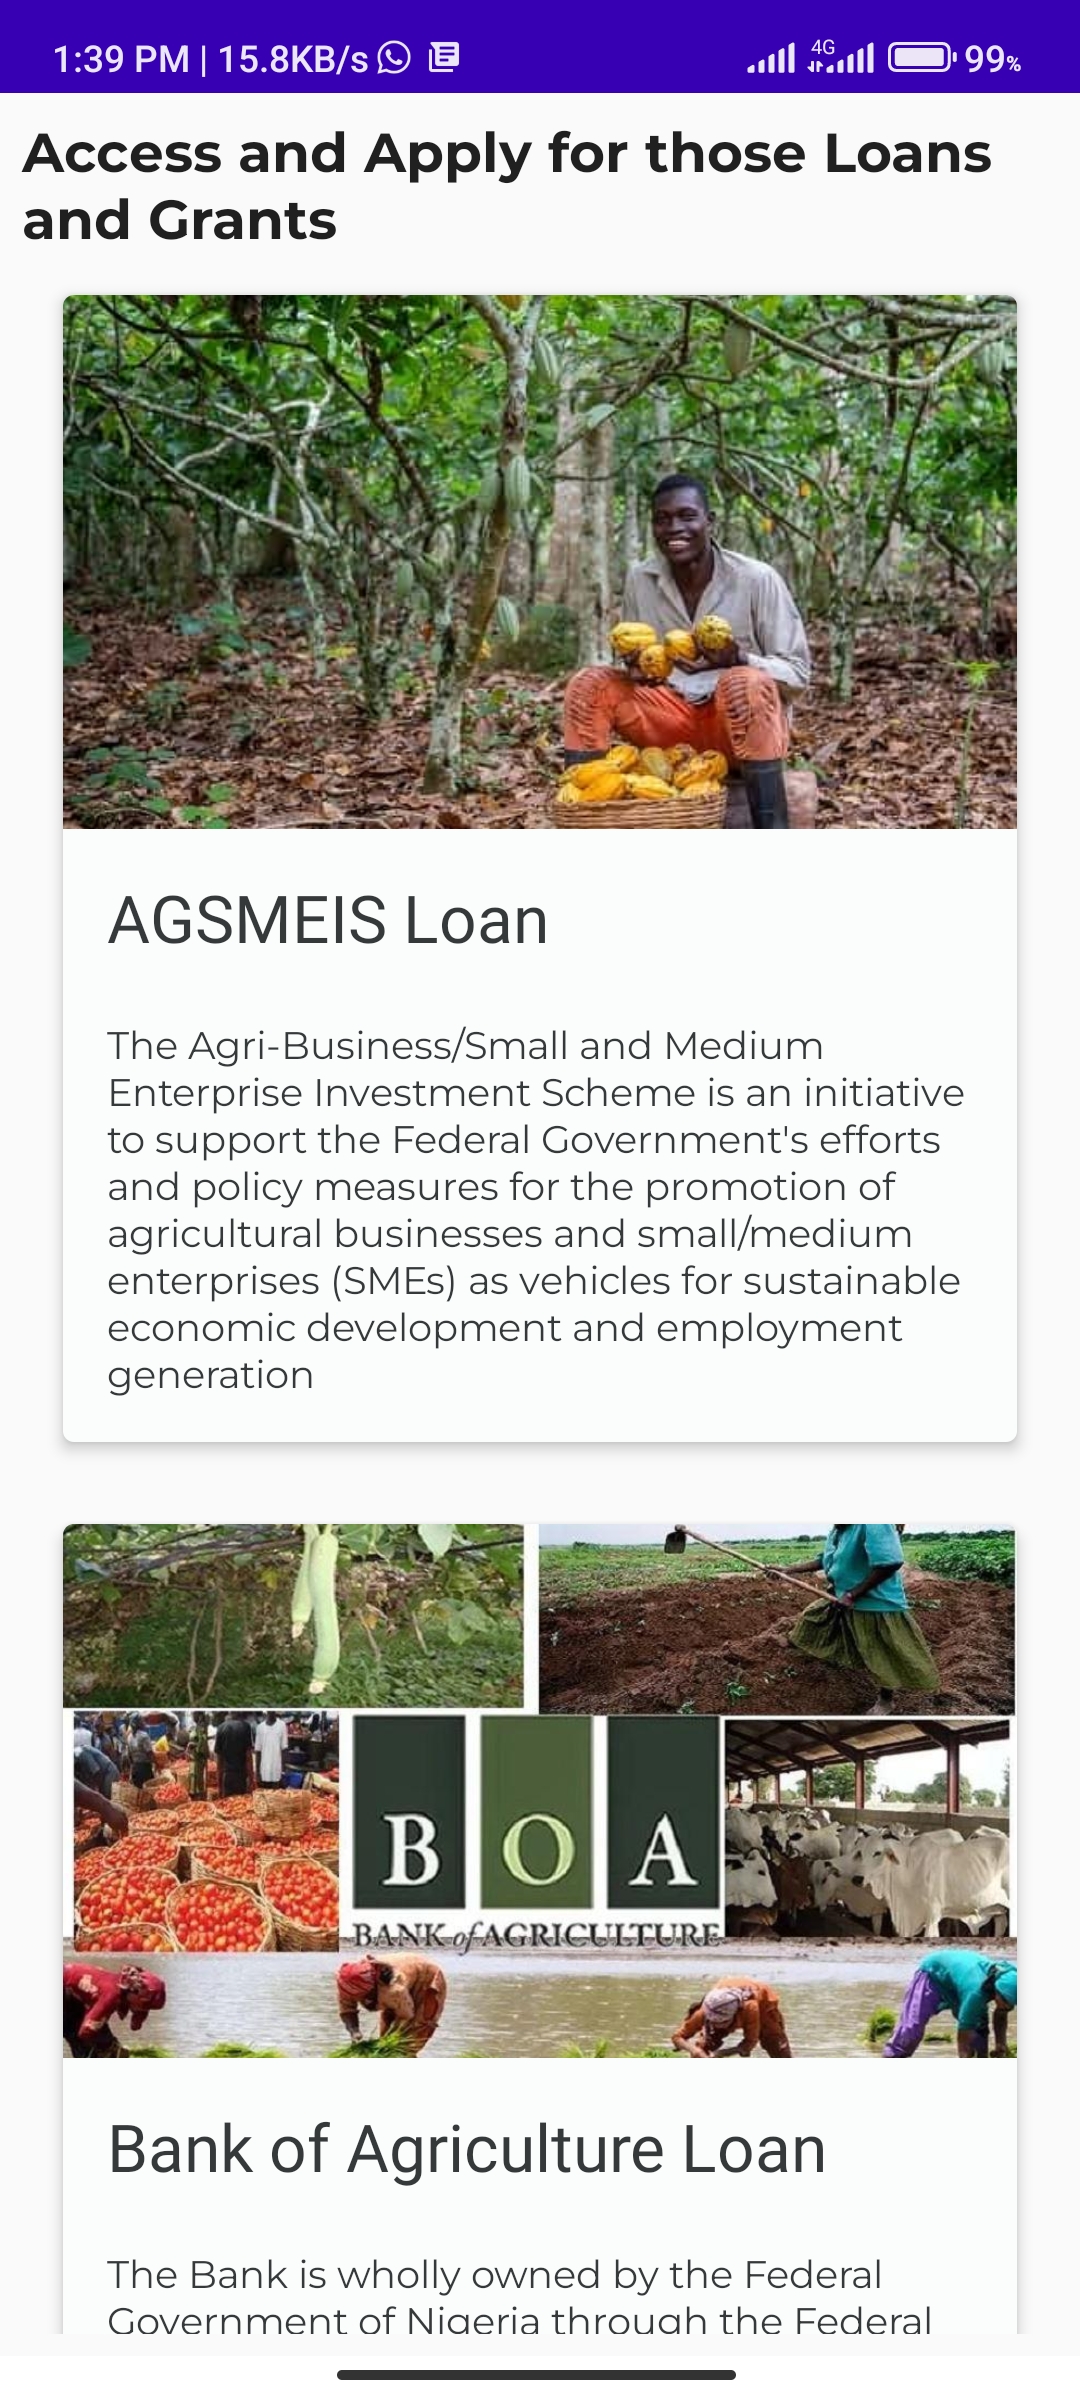 1:39 PM | 15.8KB/s
4G
99%
Access and Apply for those Loans
and Grants
AGSMEIS Loan
The Agri-Business/Small and Medium
Enterprise Investment Scheme is an initiative
to support the Federal Government's efforts
and policy measures for the promotion of
agricultural businesses and small/medium
enterprises (SMEs) as vehicles for sustainable
economic development and employment
generation
B O A
BANK of AGRICULTURE
Bank of Agriculture Loan
The Bank is wholly owned by the Federal
Government of Nigeria through the Federal